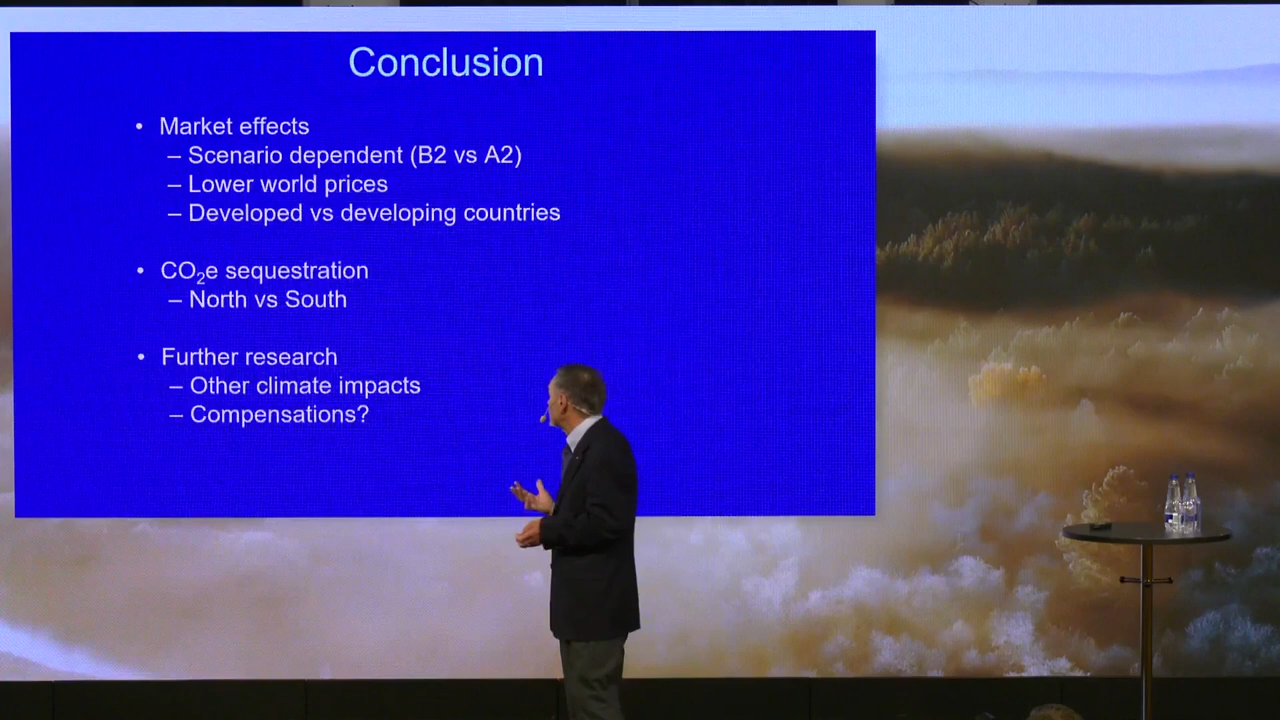 Conclusion
• Market effects
– Scenario dependent (B2 vs A2)
– Lower world prices
– Developed vs developing countries
• CO₂e sequestration
– North vs South
• Further research
– Other climate impacts
– Compensations?